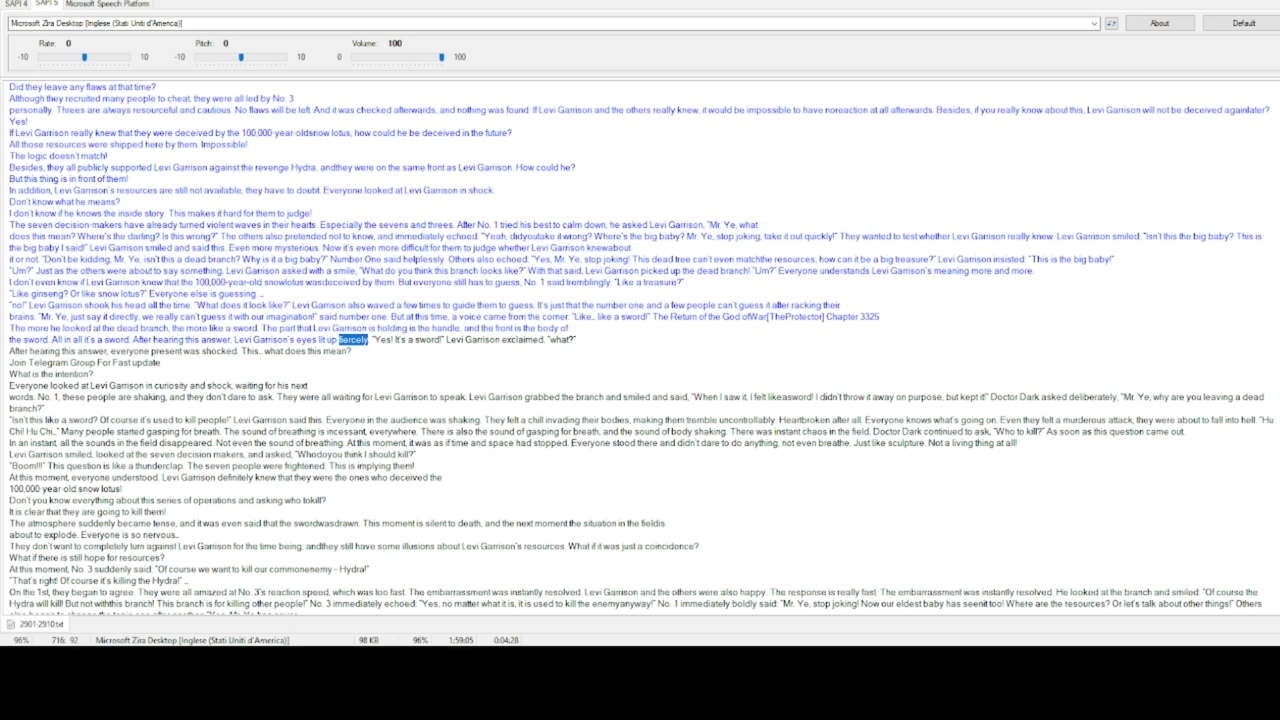 SAPI 4 SAPI 5 Microsoft Speech Platform
Microsoft Zira Desktop [Inglese (Stati Uniti d'America)] About Default
Rate: 0 Pitch: 0 Volume: 100
-10 10 -10 10 0 100
Did they leave any flaws at that time?
Although they recruited many people to cheat, they were all led by No. 3
personally. Threes are always resourceful and cautious. No flaws will be left. And it was checked afterwards, and nothing was found. If Levi Garrison and the others really knew, it would be impossible to have noreaction at all afterwards. Besides, if you really know about this, Levi Garrison will not be deceived againlater?
Yes!
If Levi Garrison really knew that they were deceived by the 100,000-year-oldsnow lotus, how could he be deceived in the future?
All those resources were shipped here by them. Impossible!
The logic doesn't match!
Besides, they all publicly supported Levi Garrison against the revenge Hydra, andthey were on the same front as Levi Garrison. How could he?
But this thing is in front of them!
In addition, Levi Garrison's resources are still not available, they have to doubt. Everyone looked at Levi Garrison in shock.
Don't know what he means?
I don't know if he knows the inside story. This makes it hard for them to judge!
The seven decision-makers have already turned violent waves in their hearts. Especially the sevens and threes. After No. 1 tried his best to calm down, he asked Levi Garrison, "Mr. Ye, what
does this mean? Where's the darling? Is this wrong?" The others also pretended not to know, and immediately echoed: "Yeah, didyoutake it wrong? Where's the big baby? Mr. Ye, stop joking, take it out quickly!" They wanted to test whether Levi Garrison really knew. Levi Garrison smiled: "Isn't this the big baby? This is
the big baby I said!" Levi Garrison smiled and said this. Even more mysterious. Now it's even more difficult for them to judge whether Levi Garrison knewabout
it or not. "Don't be kidding, Mr. Ye, isn't this a dead branch? Why is it a big baby?" Number One said helplessly. Others also echoed: "Yes, Mr. Ye, stop joking! This dead tree can't even matchthe resources, how can it be a big treasure?" Levi Garrison insisted: "This is the big baby!"
"Um?" Just as the others were about to say something, Levi Garrison asked with a smile, "What do you think this branch looks like?" With that said, Levi Garrison picked up the dead branch! "Um?" Everyone understands Levi Garrison's meaning more and more.
I don't even know if Levi Garrison knew that the 100,000-year-old snowlotus was deceived by them. But everyone still has to guess, No. 1 said tremblingly: "Like a treasure?"
"Like ginseng? Or like snow lotus?" Everyone else is guessing. ...
"no!" Levi Garrison shook his head all the time. "What does it look like?" Levi Garrison also waved a few times to guide them to guess. It's just that the number one and a few people can't guess it after racking their
brains. "Mr. Ye, just say it directly, we really can't guess it with our imagination!" said number one. But at this time, a voice came from the corner: "Like.. like a sword!" The Return of the God ofWar[TheProtector] Chapter 3325
The more he looked at the dead branch, the more like a sword. The part that Levi Garrison is holding is the handle, and the front is the body of
the sword. All in all it's a sword. After hearing this answer, Levi Garrison's eyes lit up fiercely. "Yes! It's a sword!" Levi Garrison exclaimed. "what?"
After hearing this answer, everyone present was shocked. This.. what does this mean?
Join Telegram Group For Fast update
What is the intention?
Everyone looked at Levi Garrison in curiosity and shock, waiting for his next
words. No. 1, these people are shaking, and they don't dare to ask. They were all waiting for Levi Garrison to speak. Levi Garrison grabbed the branch and smiled and said, "When I saw it, I felt likeasword! I didn't throw it away on purpose, but kept it!" Doctor Dark asked deliberately, "Mr. Ye, why are you leaving a dead
branch?"
"Isn't this like a sword? Of course it's used to kill people!" Levi Garrison said this. Everyone in the audience was shaking. They felt a chill invading their bodies, making them tremble uncontrollably. Heartbroken after all. Everyone knows what's going on. Even they felt a murderous attack, they were about to fall into hell. "Hu
Chi! Hu Chi..." Many people started gasping for breath. The sound of breathing is incessant, everywhere. There is also the sound of gasping for breath, and the sound of body shaking. There was instant chaos in the field. Doctor Dark continued to ask, "Who to kill?" As soon as this question came out.
In an instant, all the sounds in the field disappeared. Not even the sound of breathing. At this moment, it was as if time and space had stopped. Everyone stood there and didn't dare to do anything, not even breathe. Just like sculpture. Not a living thing at all!
Levi Garrison smiled, looked at the seven decision makers, and asked, "Whodoyou think I should kill?"
"Boom!!!" This question is like a thunderclap. The seven people were frightened. This is implying them!
At this moment, everyone understood. Levi Garrison definitely knew that they were the ones who deceived the
100,000-year-old snow lotus!
Don't you know everything about this series of operations and asking who tokill?
It is clear that they are going to kill them!
The atmosphere suddenly became tense, and it was even said that the swordwasdrawn. This moment is silent to death, and the next moment the situation in the fieldis
about to explode. Everyone is so nervous..
They don't want to completely turn against Levi Garrison for the time being, andthey still have some illusions about Levi Garrison's resources. What if it was just a coincidence?
What if there is still hope for resources?
At this moment, No. 3 suddenly said: "Of course we want to kill our commonenemy - Hydra!"
"That's right! Of course it's killing the Hydra!" ..
On the 1st, they began to agree. They were all amazed at No. 3's reaction speed, which was too fast. The embarrassment was instantly resolved. Levi Garrison and the others were also happy. The response is really fast. The embarrassment was instantly resolved. He looked at the branch and smiled: "Of course the
Hydra will kill! But not withthis branch! This branch is for killing other people!" No. 3 immediately echoed: "Yes, no matter what it is, it is used to kill the enemyanyway!" No. 1 immediately boldly said: "Mr. Ye, stop joking! Now our eldest baby has seenit too! Where are the resources? Or let's talk about other things!" Others
2901-2910.txt
96% 716: 92 Microsoft Zira Desktop [Inglese (Stati Uniti d'America)] 98 KB 96% 1:59:05 0:04:28